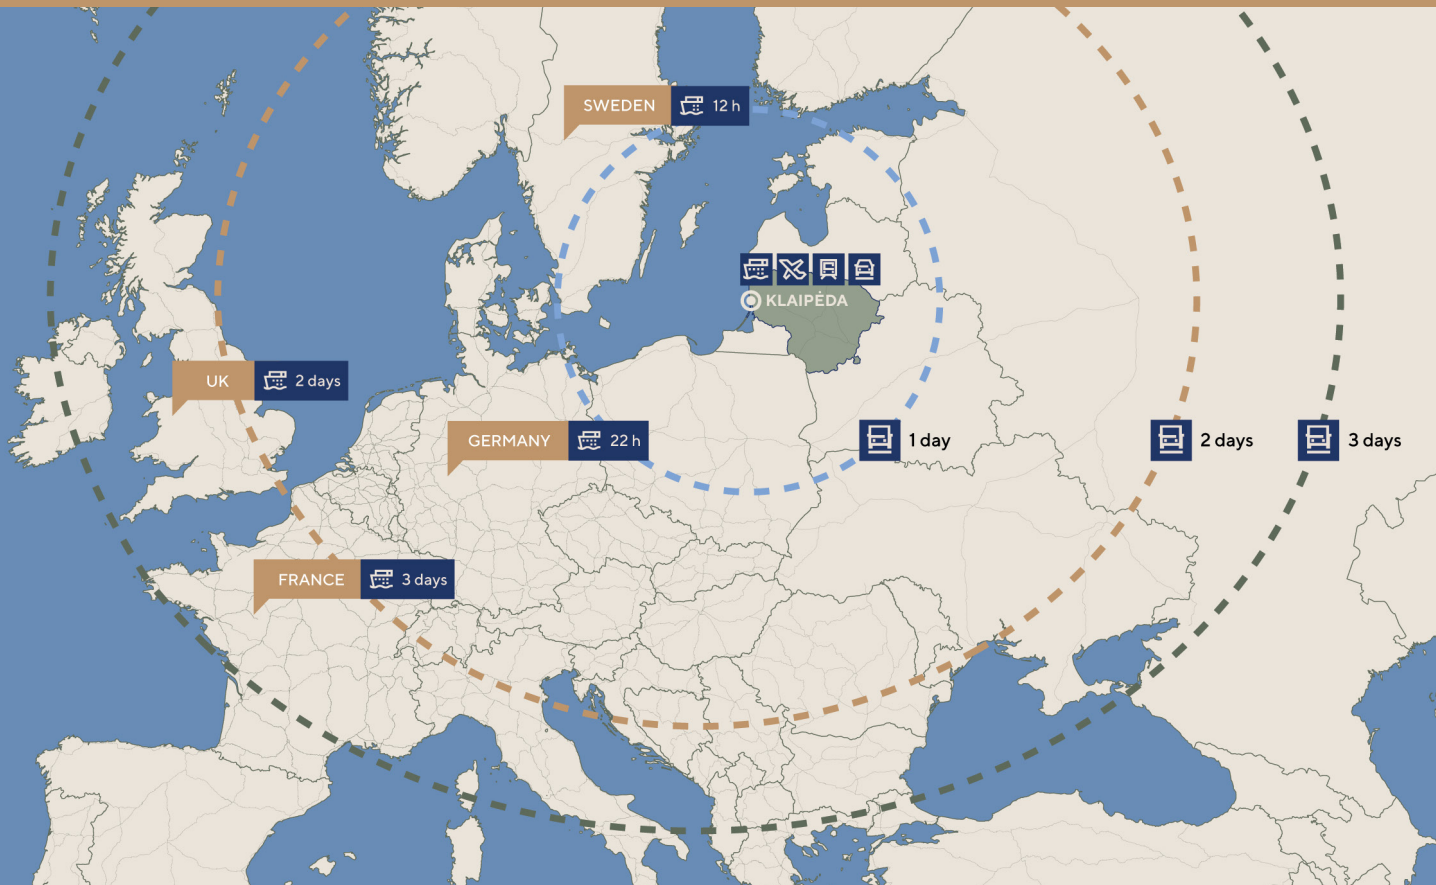 SWEDEN 12 h
KLAIPĖDA
UK 2 days
GERMANY 22 h
1 day
2 days
3 days
FRANCE 3 days